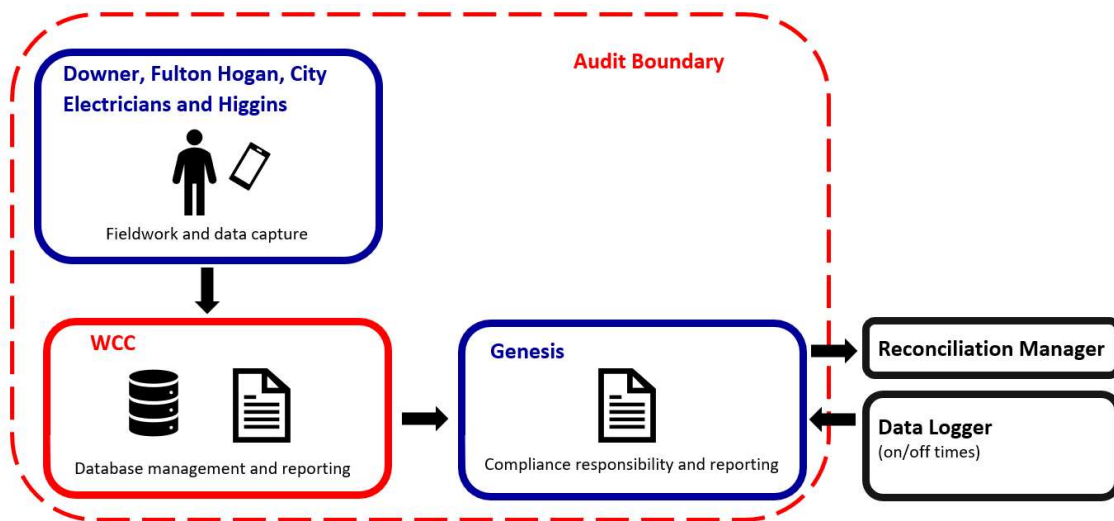 Audit Boundary
Downer, Fulton Hogan, City
Electricians and Higgins
Fieldwork and data capture
WCC
Database management and reporting
Genesis
Compliance responsibility and reporting
Reconciliation Manager
Data Logger
(on/off times)